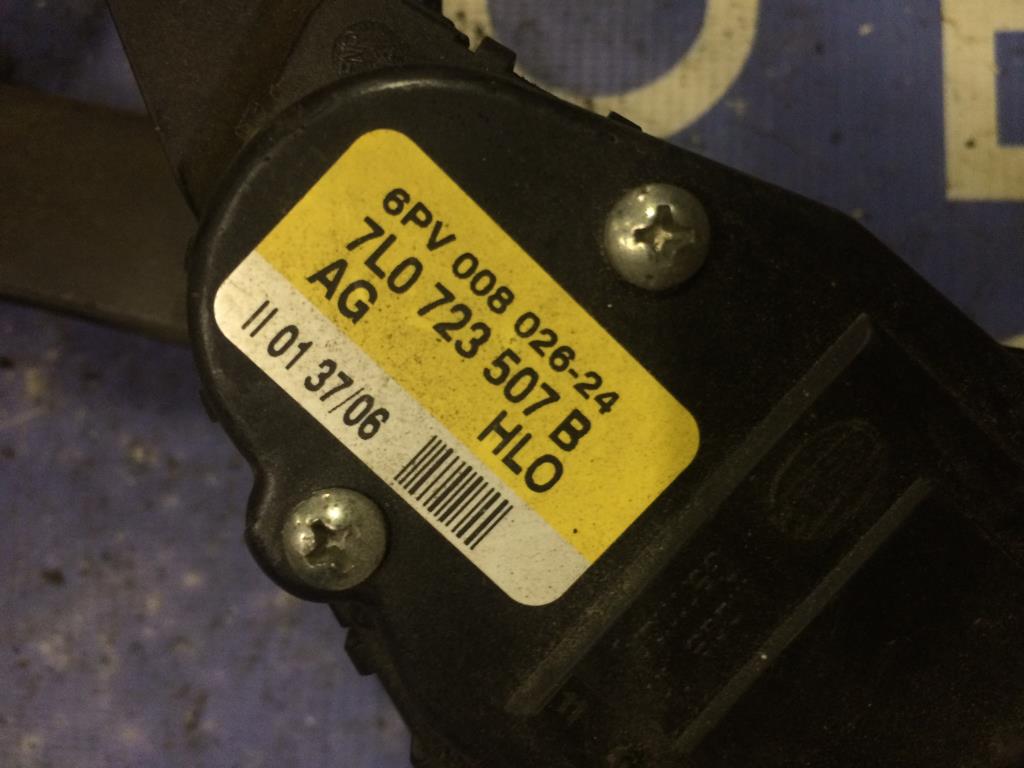 6PV 008 026-24
7L0 723 507 B
AG HLO
II 01 37/06